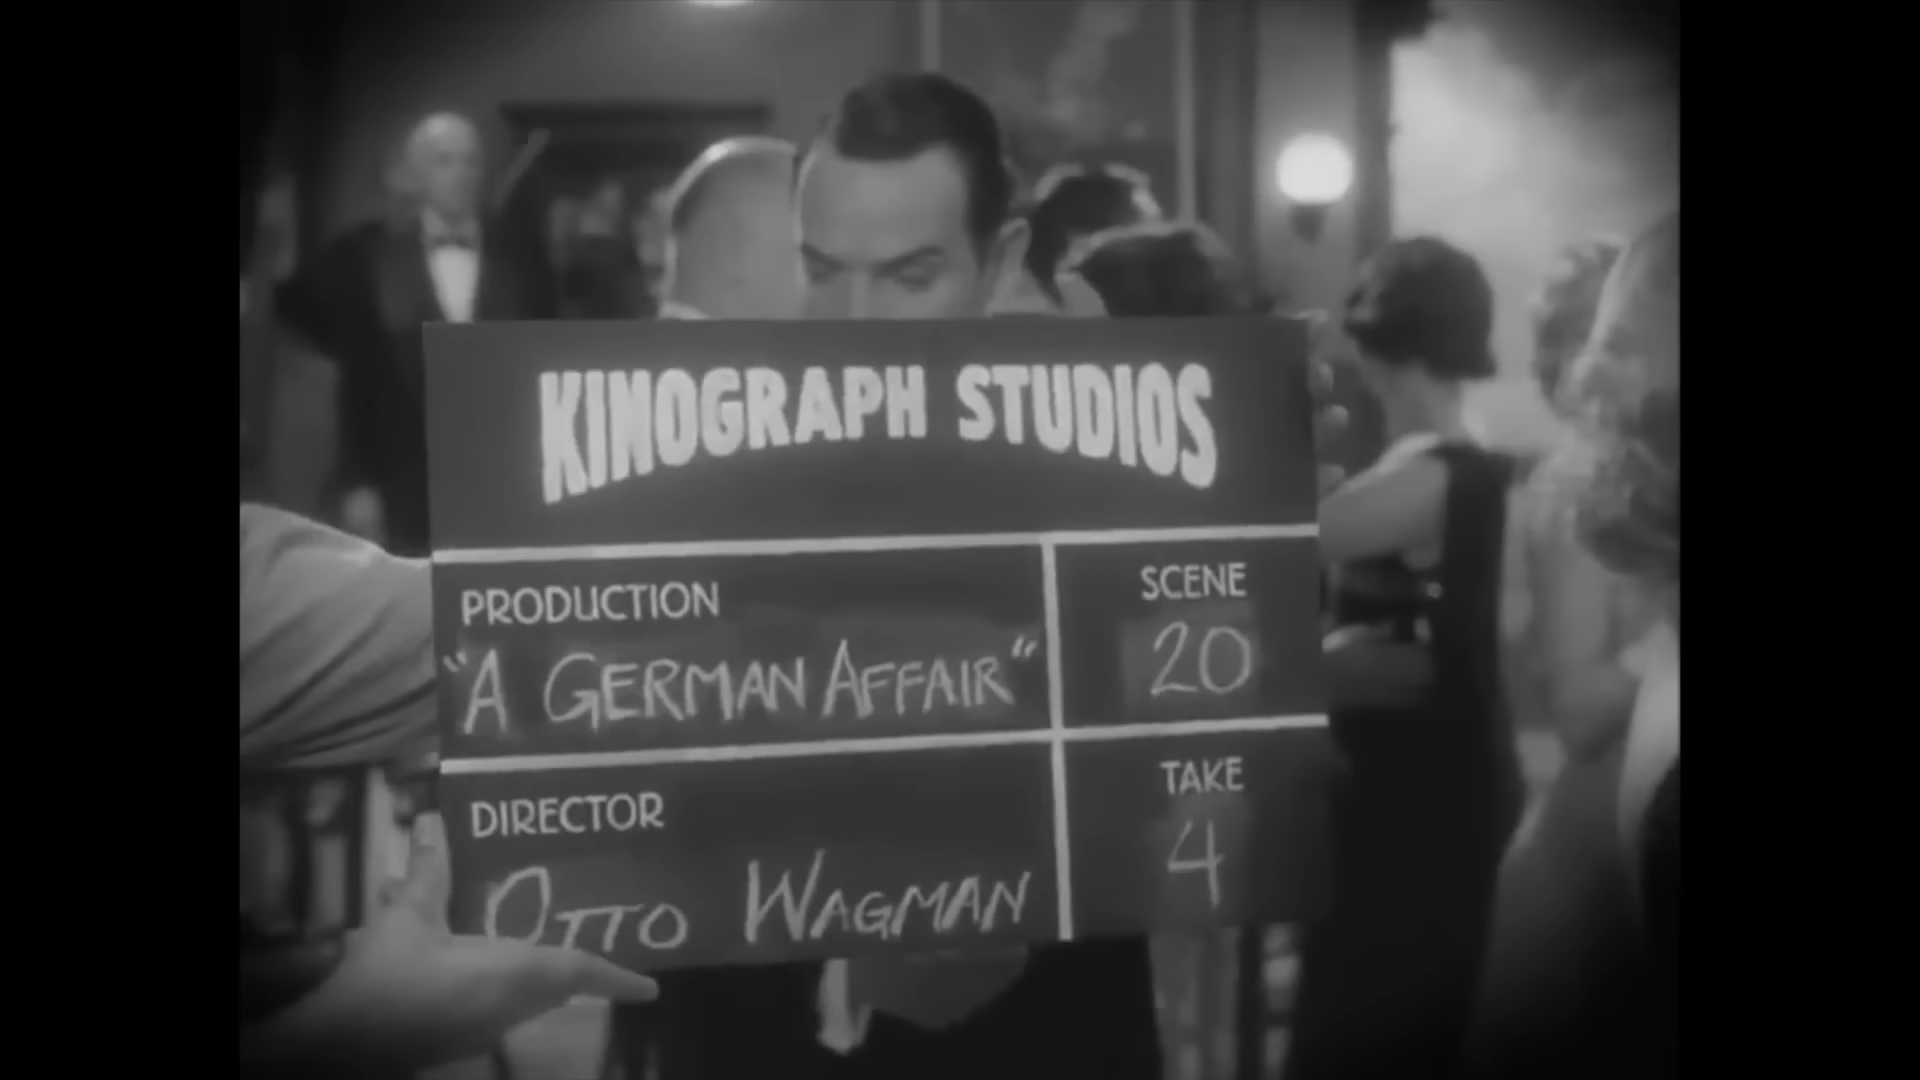 KINOGRAPH STUDIOS
PRODUCTION
"A GERMAN AFFAIR"
SCENE
20
DIRECTOR
OTTO WAGMAN
TAKE
4